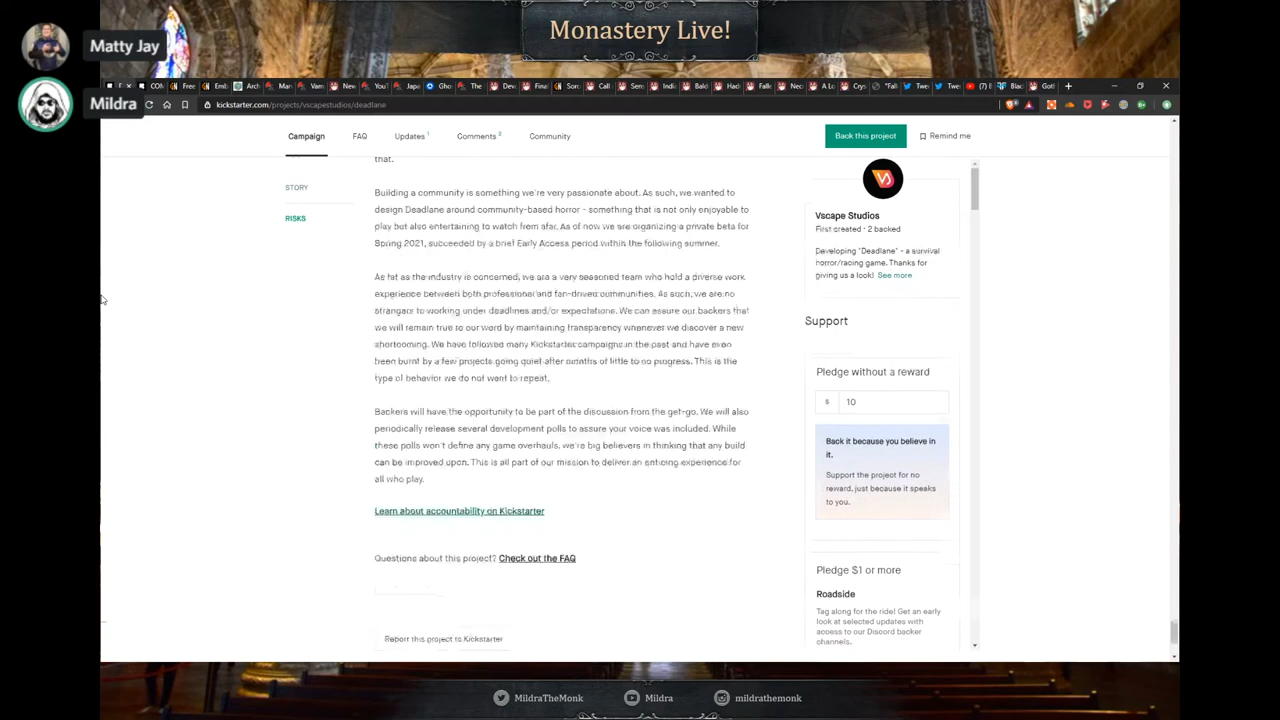 Monastery Live!
Matty Jay
Mildra
kickstarter.com/projects/vscapestudios/deadlane
Campaign
FAQ
Updates 1
Comments 2
Community
Back this project
Remind me
STORY
RISKS
that.
Building a community is something we're very passionate about. As such, we wanted to
design Deadlane around community-based horror - something that is not only enjoyable to
play but also entertaining to watch from afar. As of now we are organizing a private beta for
Spring 2021, succeeded by a brief Early Access period within the following summer.
As fat as the industry is concerned, we are a very seasoned team who hold a diverse work
experience between both professional and fan-driven communities. As such, we are no
stranger to working under deadlines and/or expectations. We can assure our backers that
we will remain true to our word by maintaining transparency whenever we discover a new
shortcoming. We have followed many Kickstarter campaigns in the past and have even
been burnt by a few projects going quiet after months of little to no progress. This is the
type of behavior we do not want to repeat.
Backers will have the opportunity to be part of the discussion from the get-go. We will also
periodically release several development polls to assure your voice was included. While
these polls won't define any game overhauls, we're big believers in thinking that any build
can be improved upon. This is all part of our mission to deliver an enticing experience for
all who play.
Learn about accountability on Kickstarter
Questions about this project? Check out the FAQ
Report this project to Kickstarter
Vscape Studios
First created · 2 backed
Developing "Deadlane" - a survival
horror/racing game. Thanks for
giving us a look! See more
Support
Pledge without a reward
$ 10
Back it because you believe in
it.
Support the project for no
reward, just because it speaks
to you.
Pledge $1 or more
Roadside
Tag along for the ride! Get an early
look at selected updates with
access to our Discord backer
channels.
MildraTheMonk
Mildra
mildrathemonk